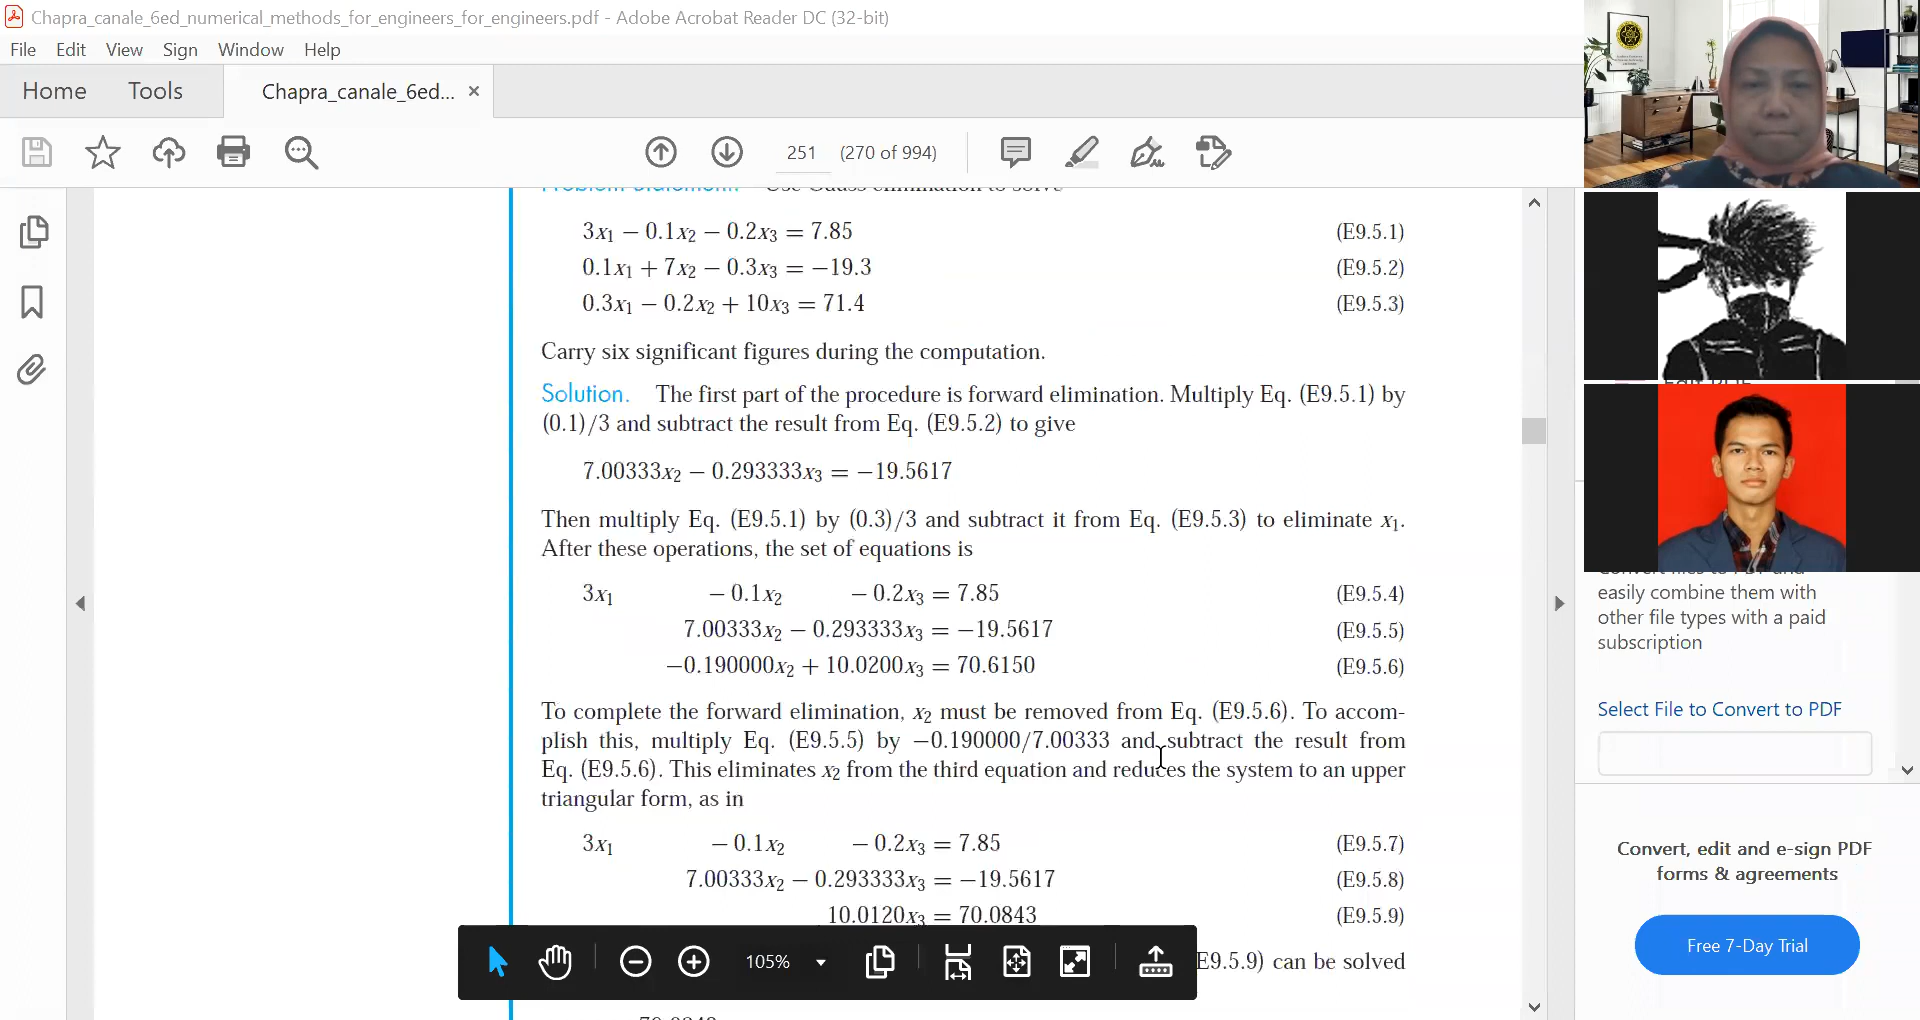 Chapra_canale_6ed_numerical_methods_for_engineers_for_engineers.pdf - Adobe Acrobat Reader DC (32-bit)
File Edit View Sign Window Help
Home Tools Chapra_canale_6ed... ×
251 (270 of 994)
Problem Statement. Use Gauss elimination to solve
3x₁ − 0.1x₂ − 0.2x₃ = 7.85 (E9.5.1)
0.1x₁ + 7x₂ − 0.3x₃ = −19.3 (E9.5.2)
0.3x₁ − 0.2x₂ + 10x₃ = 71.4 (E9.5.3)
Carry six significant figures during the computation.
Solution. The first part of the procedure is forward elimination. Multiply Eq. (E9.5.1) by
(0.1)/3 and subtract the result from Eq. (E9.5.2) to give
7.00333x₂ − 0.293333x₃ = −19.5617
Then multiply Eq. (E9.5.1) by (0.3)/3 and subtract it from Eq. (E9.5.3) to eliminate x₁.
After these operations, the set of equations is
3x₁ − 0.1x₂ − 0.2x₃ = 7.85 (E9.5.4)
7.00333x₂ − 0.293333x₃ = −19.5617 (E9.5.5)
−0.190000x₂ + 10.0200x₃ = 70.6150 (E9.5.6)
To complete the forward elimination, x₂ must be removed from Eq. (E9.5.6). To accom-
plish this, multiply Eq. (E9.5.5) by −0.190000/7.00333 and subtract the result from
Eq. (E9.5.6). This eliminates x₂ from the third equation and reduces the system to an upper
triangular form, as in
3x₁ − 0.1x₂ − 0.2x₃ = 7.85 (E9.5.7)
7.00333x₂ − 0.293333x₃ = −19.5617 (E9.5.8)
10.0120x₃ = 70.0843 (E9.5.9)
E9.5.9) can be solved
105%
easily combine them with
other file types with a paid
subscription
Select File to Convert to PDF
Convert, edit and e-sign PDF
forms & agreements
Free 7-Day Trial